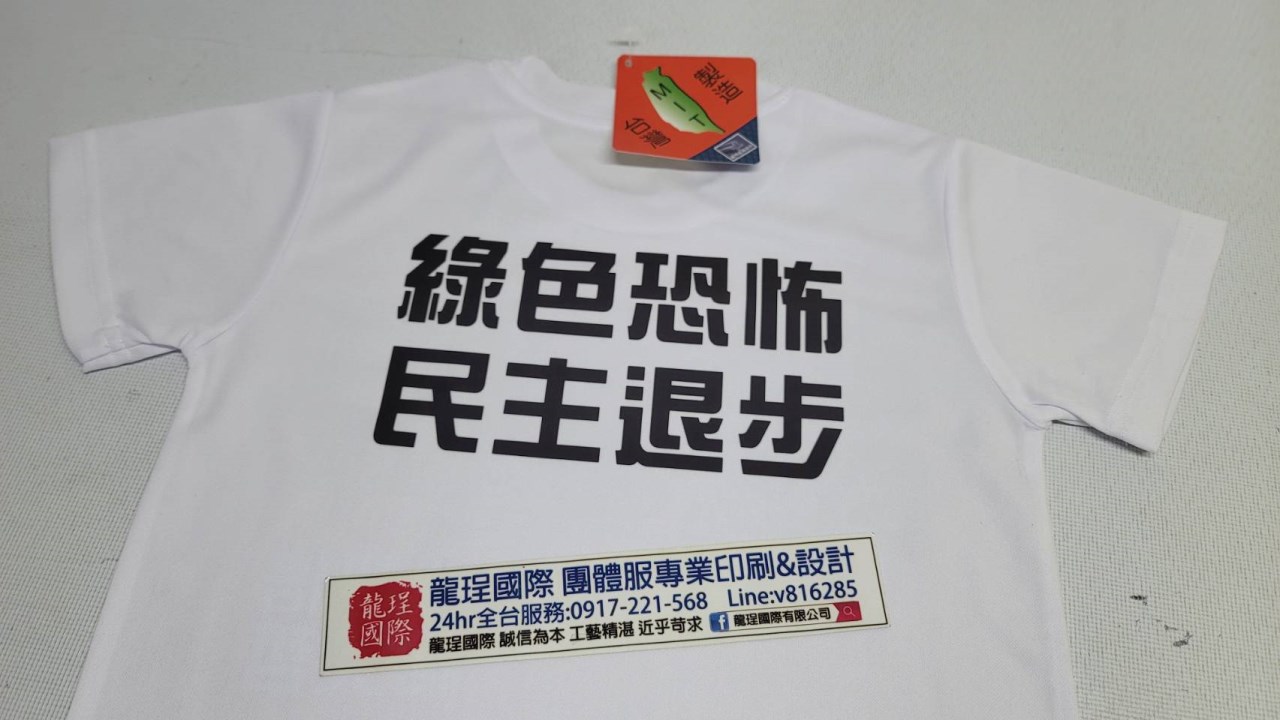 MIT
台灣
製造
綠色恐怖
民主退步
龍珵
國際
龍珵國際 團體服專業印刷&設計
24hr全台服務:0917-221-568 Line:v816285
龍珵國際 誠信為本 工藝精湛 近乎苛求 f 龍珵國際有限公司